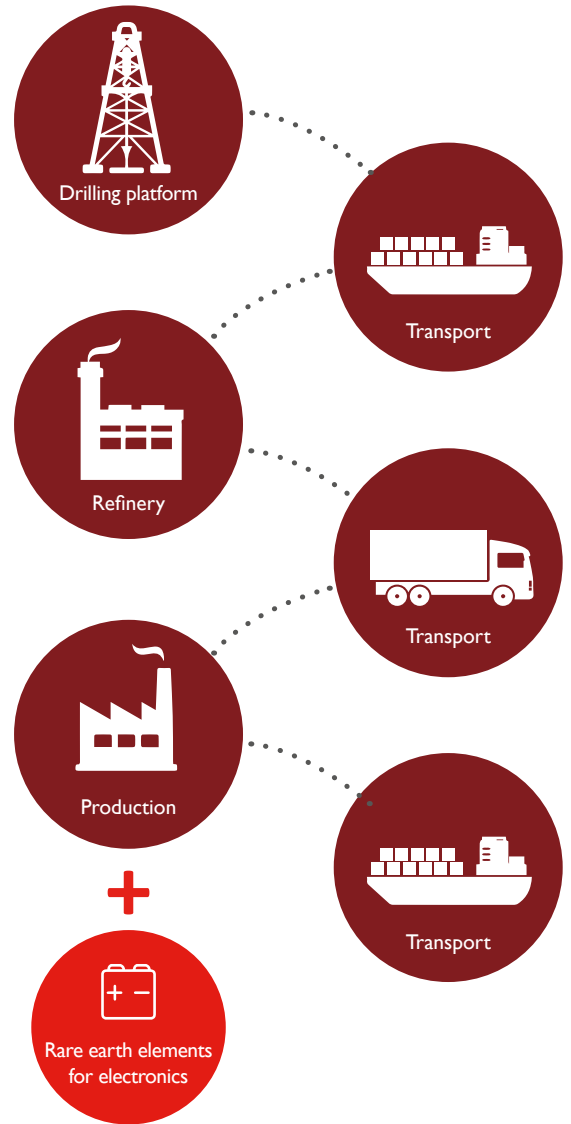 Drilling platform
Transport
Refinery
Transport
Production
Transport
+ −
Rare earth elements
for electronics